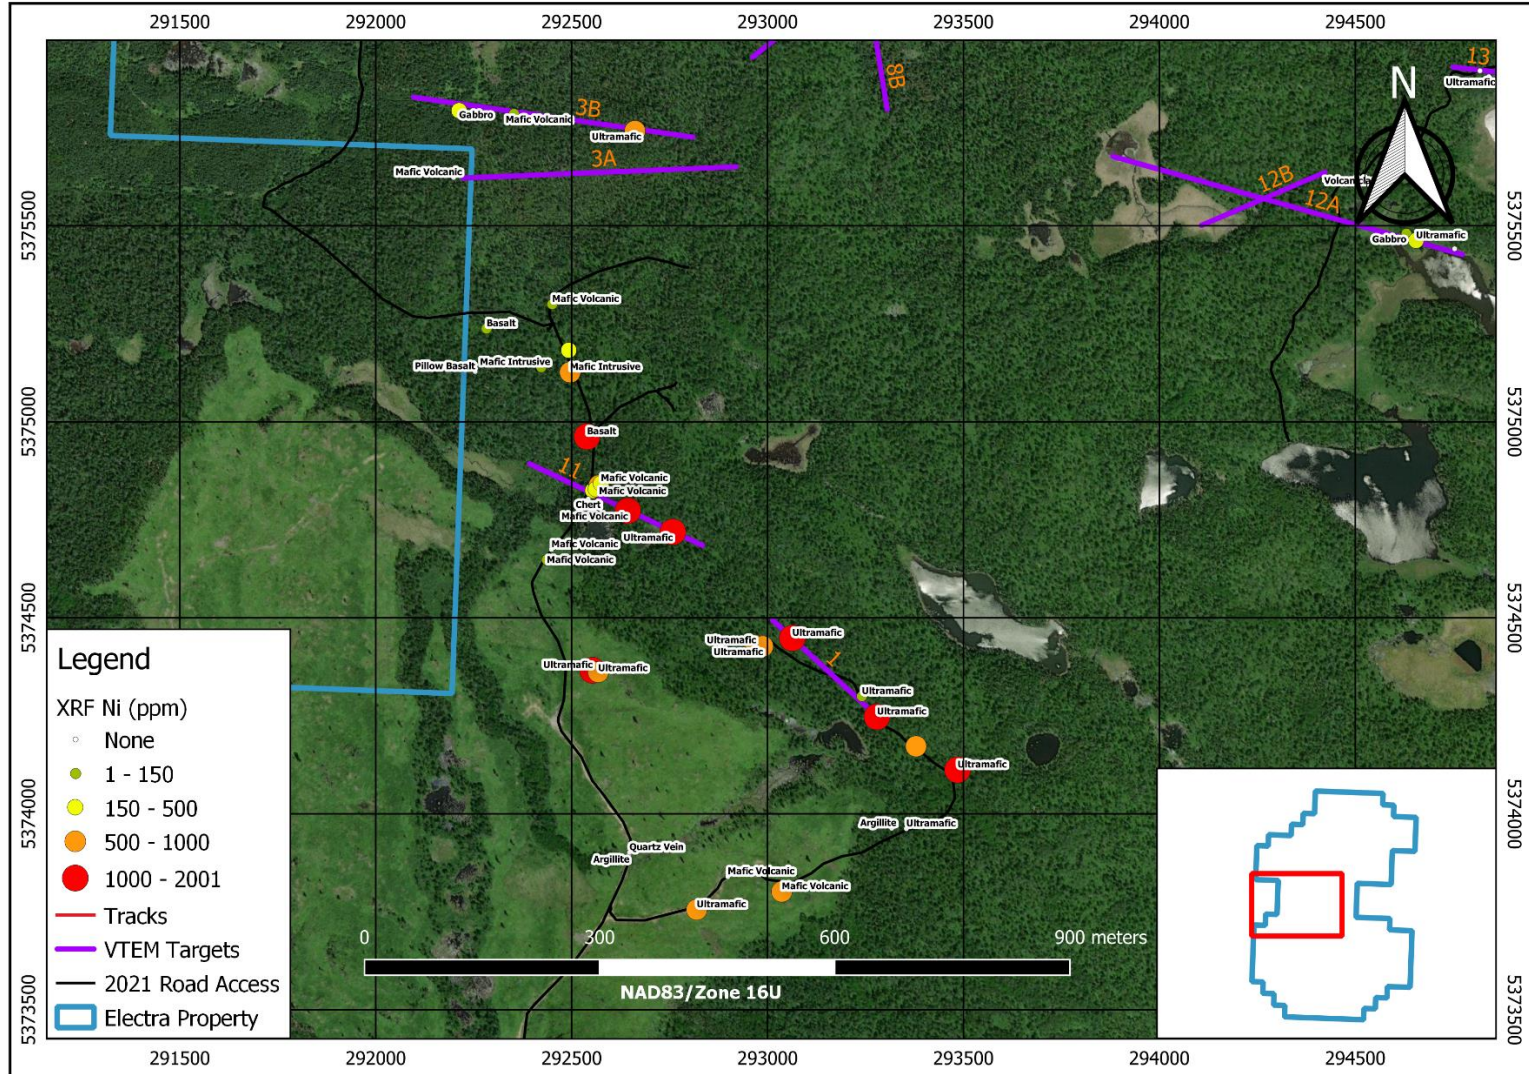 291500 292000 292500 293000 293500 294000 294500
13
Ultramafic
N
8B
3B
Gabbro
Mafic Volcanic
Ultramafic
3A
Mafic Volcanic
12B
12A
Gabbro
Ultramafic
5375500
5375500
Mafic Volcanic
Basalt
Pillow Basalt
Mafic Intrusive
Mafic Intrusive
5375000
5375000
Basalt
11
Mafic Volcanic
Mafic Volcanic
Chert
Mafic Volcanic
Ultramafic
Mafic Volcanic
Mafic Volcanic
5374500
5374500
Ultramafic
Ultramafic
Ultramafic
1
Ultramafic
Ultramafic
Ultramafic
Ultramafic
Ultramafic
5374000
5374000
Argillite
Ultramafic
Quartz Vein
Argillite
Mafic Volcanic
Mafic Volcanic
Ultramafic
Legend
XRF Ni (ppm)
None
1 - 150
150 - 500
500 - 1000
1000 - 2001
Tracks
VTEM Targets
2021 Road Access
Electra Property
0 300 600 900 meters
NAD83/Zone 16U
5373500
5373500
291500 292000 292500 293000 293500 294000 294500